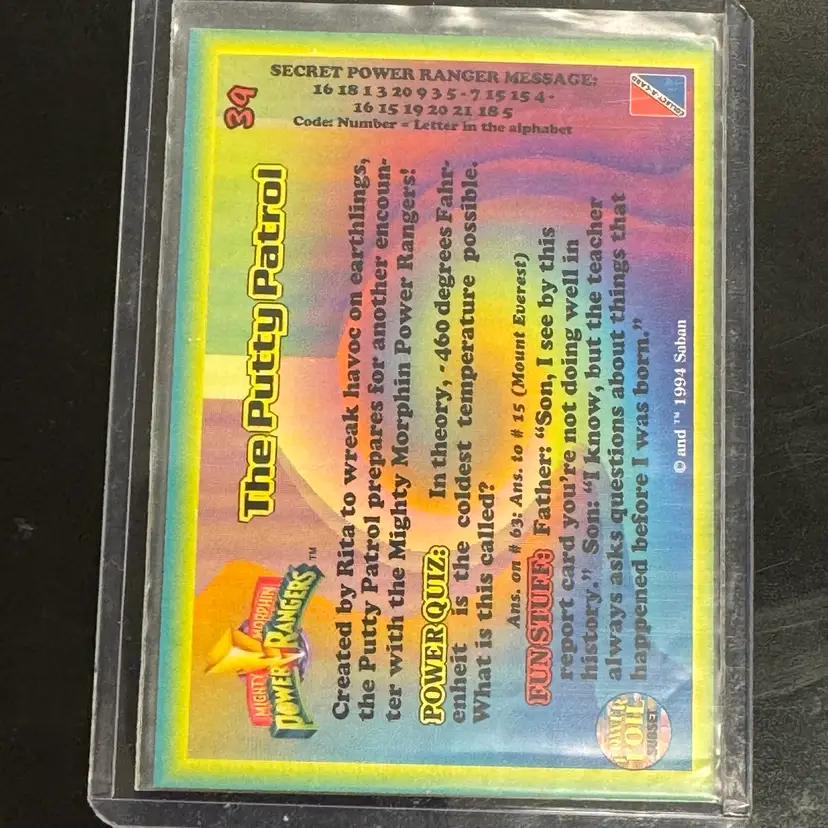 SECRET POWER RANGER MESSAGE:
16 18 1 3 20 9 3 5 - 7 15 15 4 -
16 15 19 20 21 18 5
Code: Number = Letter in the alphabet
COLLECT-A-CARD
39
MIGHTY MORPHIN
POWER RANGERS
™
The Putty Patrol
Created by Rita to wreak havoc on earthlings,
the Putty Patrol prepares for another encoun-
ter with the Mighty Morphin Power Rangers!
POWER QUIZ: In theory, -460 degrees Fahr-
enheit is the coldest temperature possible.
What is this called?
Ans. on # 63: Ans. to # 15 (Mount Everest)
FUN STUFF: Father: “Son, I see by this
report card you’re not doing well in
history.” Son: “I know, but the teacher
always asks questions about things that
happened before I was born.”
POWER
FOIL
SUBSET
© and ™ 1994 Saban